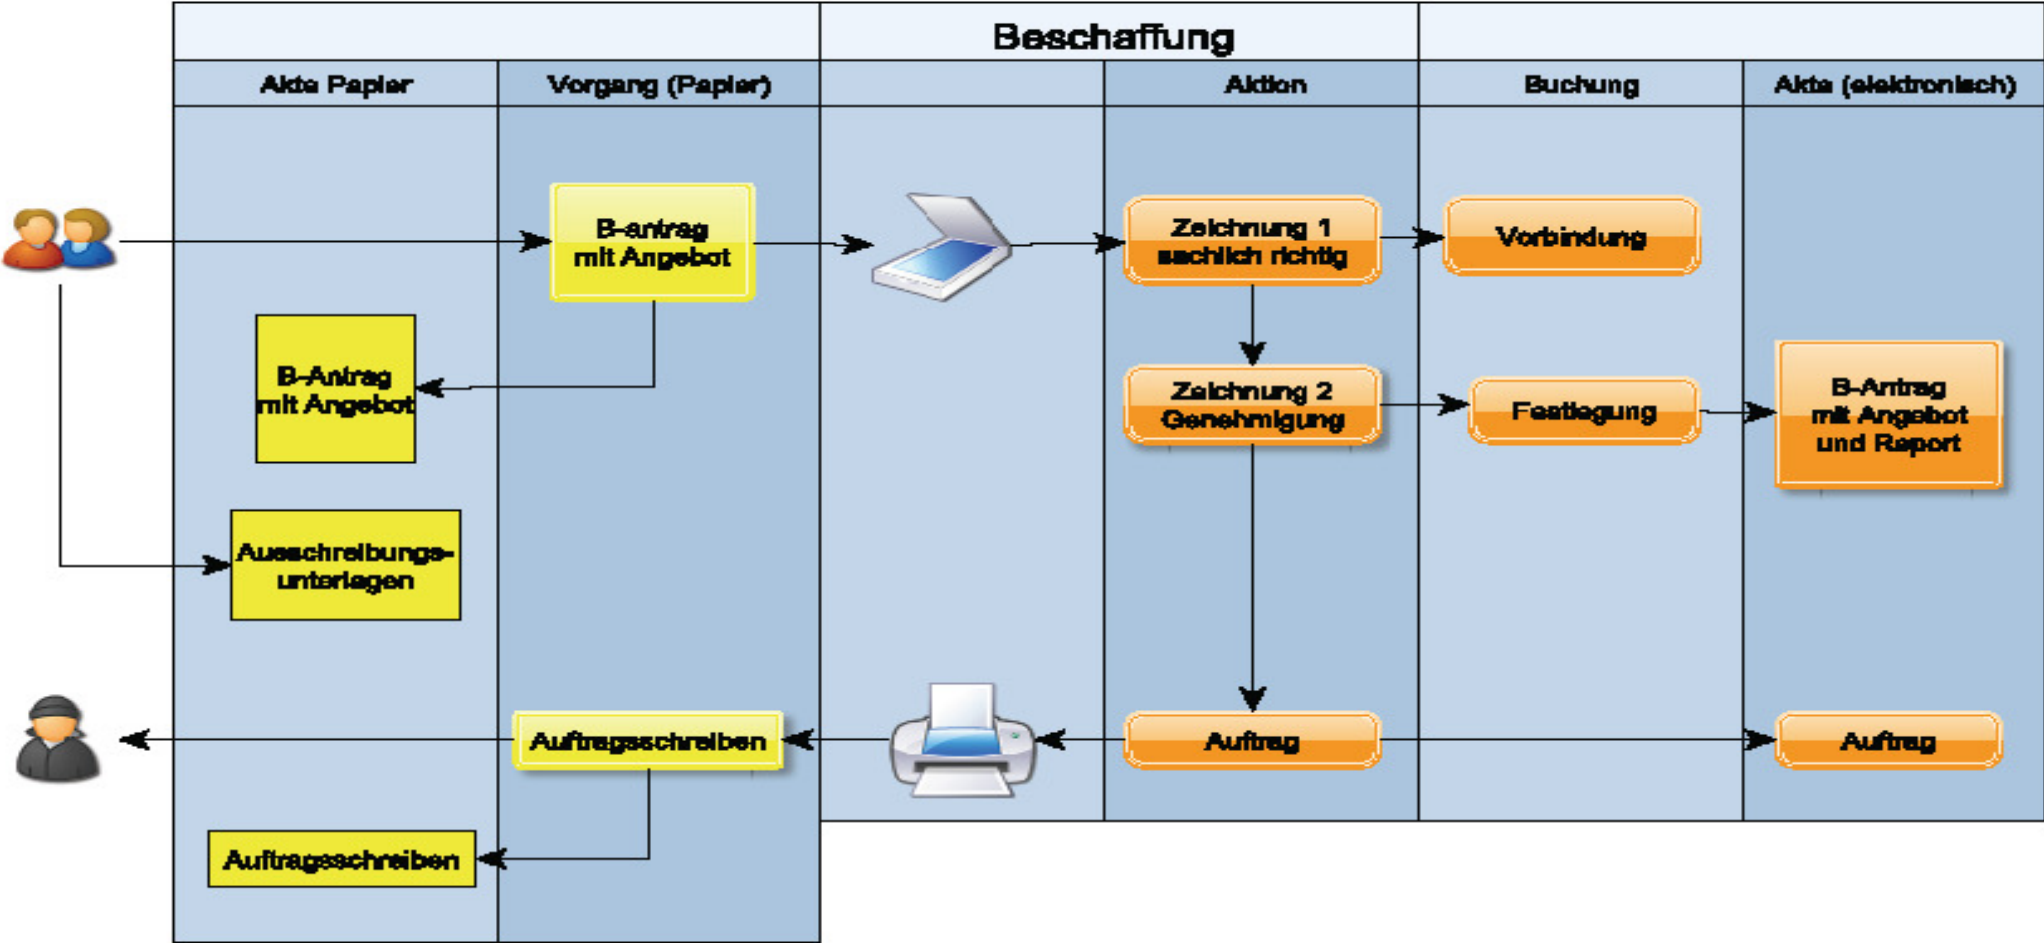 Beschaffung
Akte Papier
Vorgang (Papier)
Aktion
Buchung
Akte (elektronisch)
B-antrag
mit Angebot
Zeichnung 1
sachlich richtig
Vorbindung
B-Antrag
mit Angebot
Zeichnung 2
Genehmigung
Festlegung
B-Antrag
mit Angebot
und Report
Ausschreibungs-
unterlagen
Auftragsschreiben
Auftrag
Auftrag
Auftragsschreiben